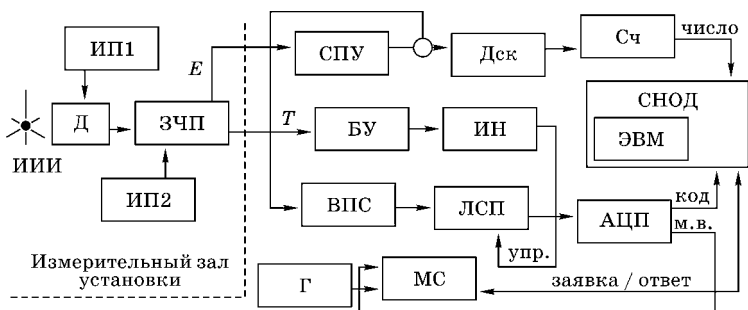 ИП1
E
СПУ
Дск
Сч
число
СНОД
ЭВМ
Д
ЗЧП
T
БУ
ИН
ИИИ
ИП2
ВПС
ЛСП
АЦП
код
м.в.
упр.
Измерительный зал
установки
Г
МС
заявка / ответ